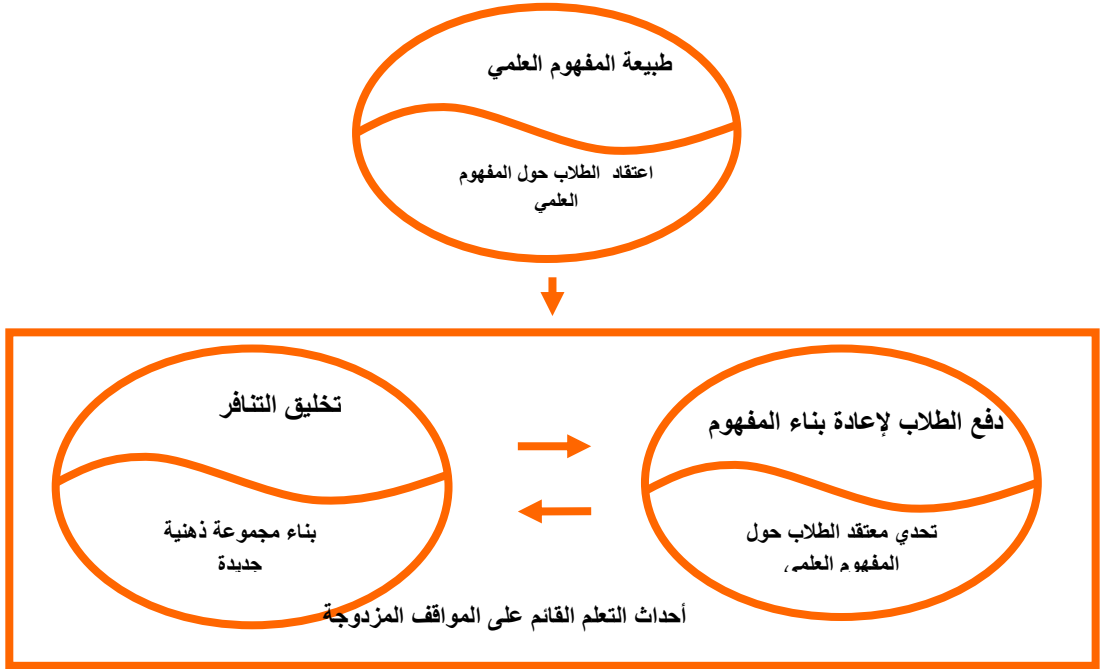 طبيعة المفهوم العلمي
اعتقاد الطلاب حول المفهوم
العلمي
دفع الطلاب لإعادة بناء المفهوم
تحدي معتقد الطلاب حول
المفهوم العلمي
تخليق التنافر
بناء مجموعة ذهنية
جديدة
أحداث التعلم القائم على المواقف المزدوجة